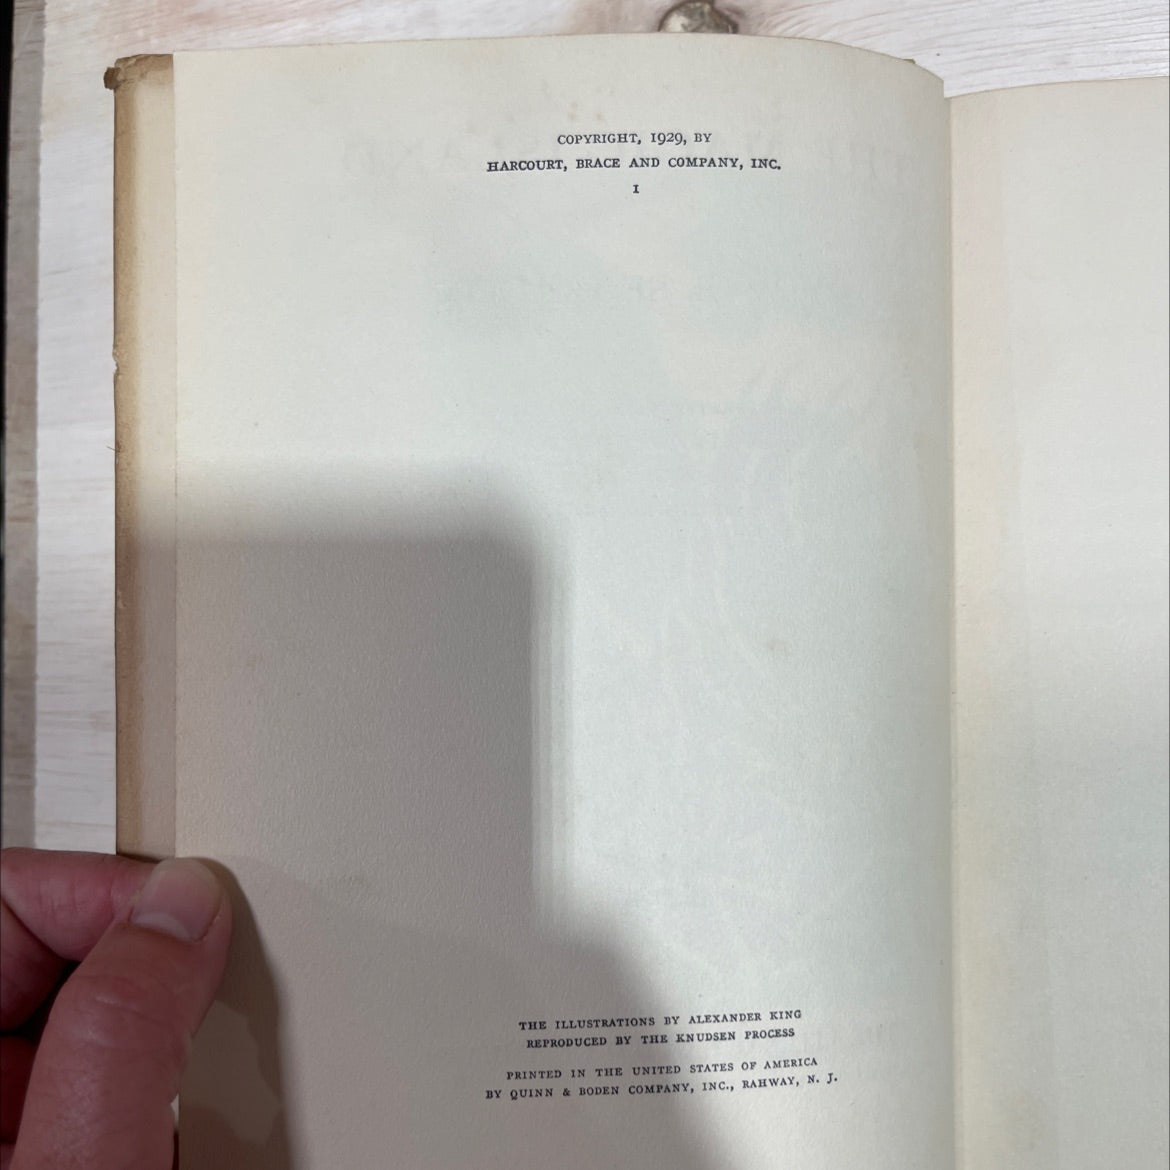 COPYRIGHT, 1929, BY
HARCOURT, BRACE AND COMPANY, INC.
I
THE ILLUSTRATIONS BY ALEXANDER KING
REPRODUCED BY THE KNUDSEN PROCESS
PRINTED IN THE UNITED STATES OF AMERICA
BY QUINN & BODEN COMPANY, INC., RAHWAY, N. J.